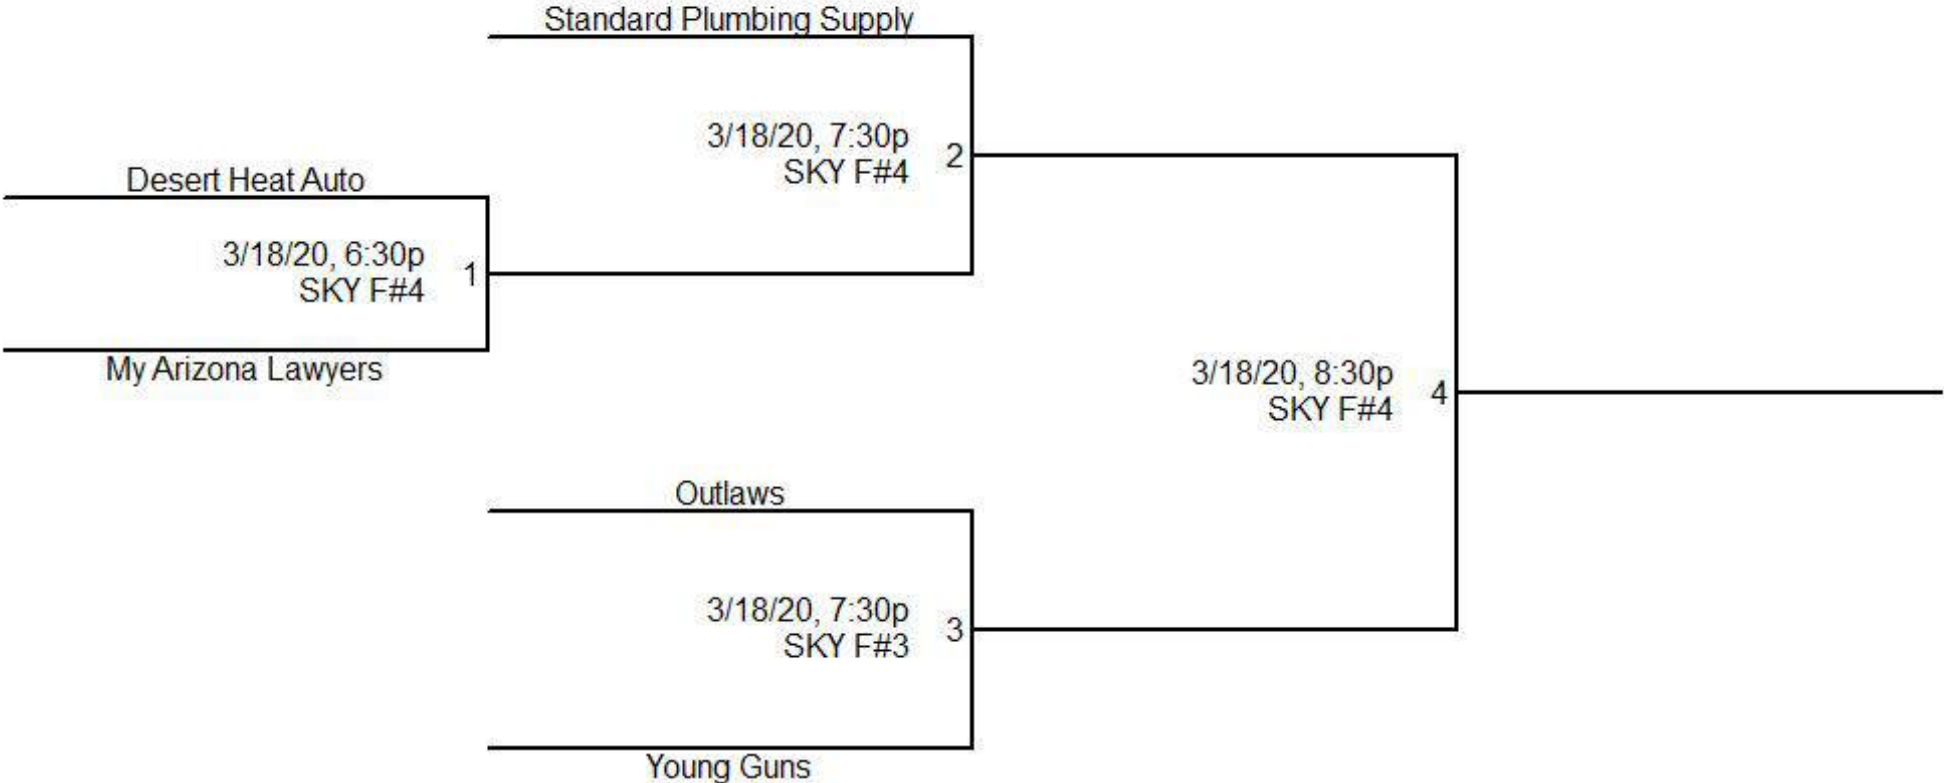 Standard Plumbing Supply
3/18/20, 7:30p
SKY F#4
2
Desert Heat Auto
3/18/20, 6:30p
SKY F#4
1
My Arizona Lawyers
3/18/20, 8:30p
SKY F#4
4
Outlaws
3/18/20, 7:30p
SKY F#3
3
Young Guns